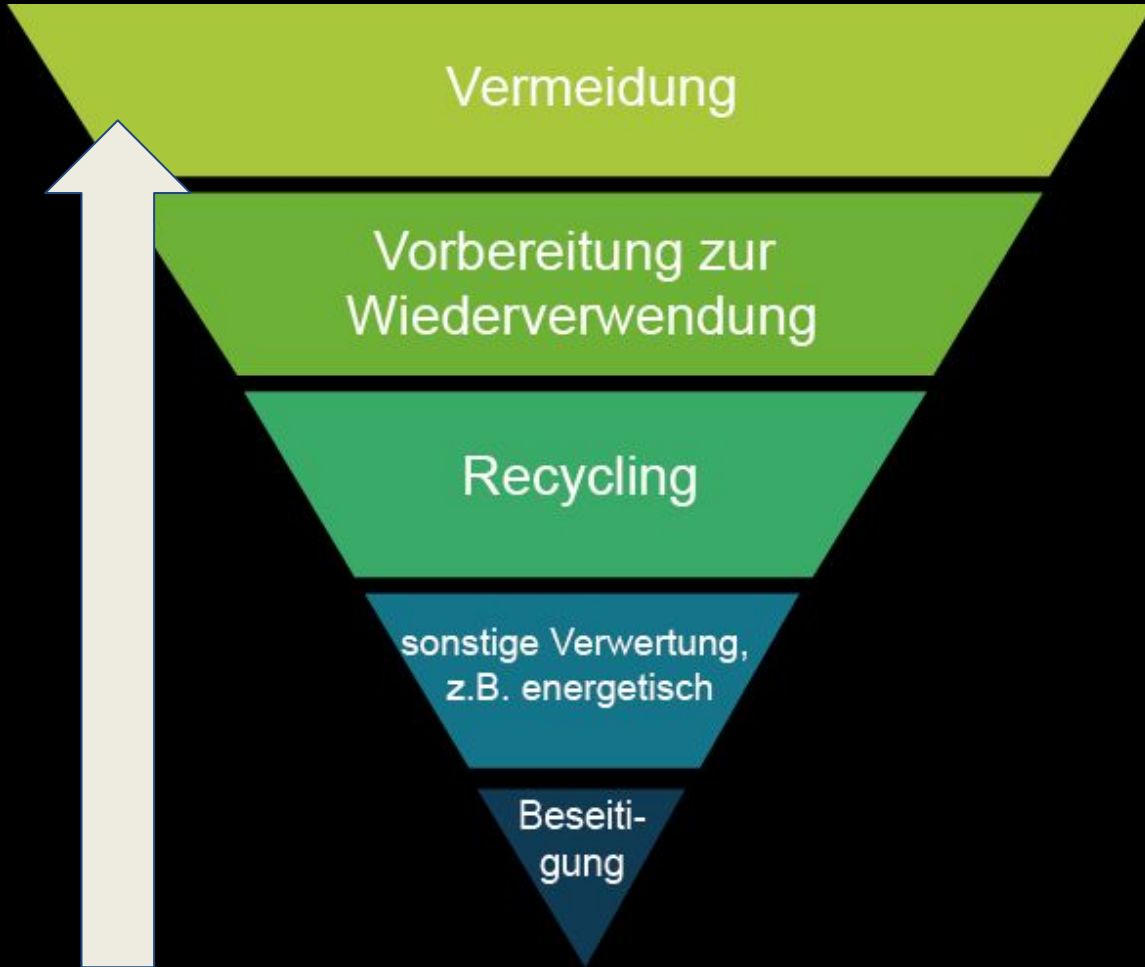 Vermeidung
Vorbereitung zur
Wiederverwendung
Recycling
sonstige Verwertung,
z.B. energetisch
Beseiti-
gung